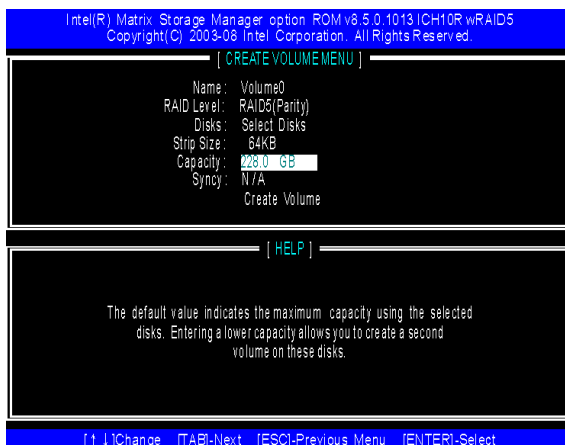 Intel(R) Matrix Storage Manager option ROM v8.5.0.1013 ICH10R wRAID5
Copyright(C) 2003-08 Intel Corporation. All Rights Reserved.
[ CREATE VOLUME MENU ]
Name : Volume0
RAID Level : RAID5(Parity)
Disks : Select Disks
Strip Size : 64KB
Capacity : 228.0 GB
Syncy : N / A
Create Volume
[ HELP ]
The default value indicates the maximum capacity using the selected
disks. Entering a lower capacity allows you to create a second
volume on these disks.
[↑↓]Change [TAB]-Next [ESC]-Previous Menu [ENTER]-Select